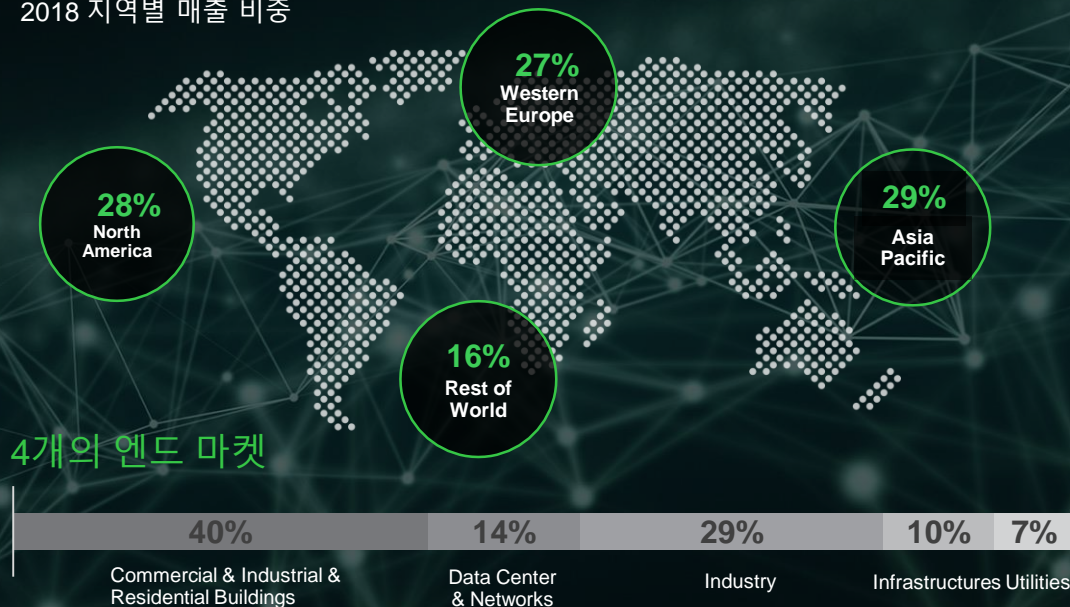 2018 지역별 매출 비중
27%
Western
Europe
28%
North
America
29%
Asia
Pacific
16%
Rest of
World
4개의 엔드 마켓
40%
14%
29%
10%
7%
Commercial & Industrial &
Residential Buildings
Data Center
& Networks
Industry
Infrastructures
Utilities